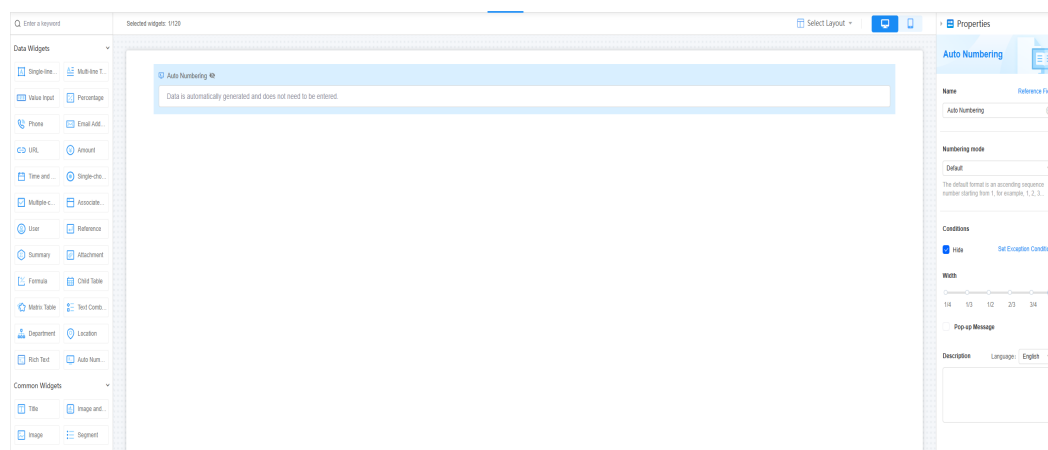 Enter a keyword
Selected widgets: 1/120
Select Layout
Properties
Data Widgets
Single-line...
Multi-line T...
Value Input
Percentage
Phone
Email Add...
URL
Amount
Time and ...
Single-cho...
Multiple-c...
Associate...
User
Reference
Summary
Attachment
Formula
Child Table
Matrix Table
Text Comb...
Department
Location
Rich Text
Auto Num...
Common Widgets
Title
Image and...
Image
Segment
Auto Numbering
Data is automatically generated and does not need to be entered.
Auto Numbering
Name
Reference Fie
Auto Numbering
Numbering mode
Default
The default format is an ascending sequence
number starting from 1, for example, 1, 2, 3...
Conditions
Hide
Set Exception Conditio
Width
1/4 1/3 1/2 2/3 3/4
Pop-up Message
Description
Language: English